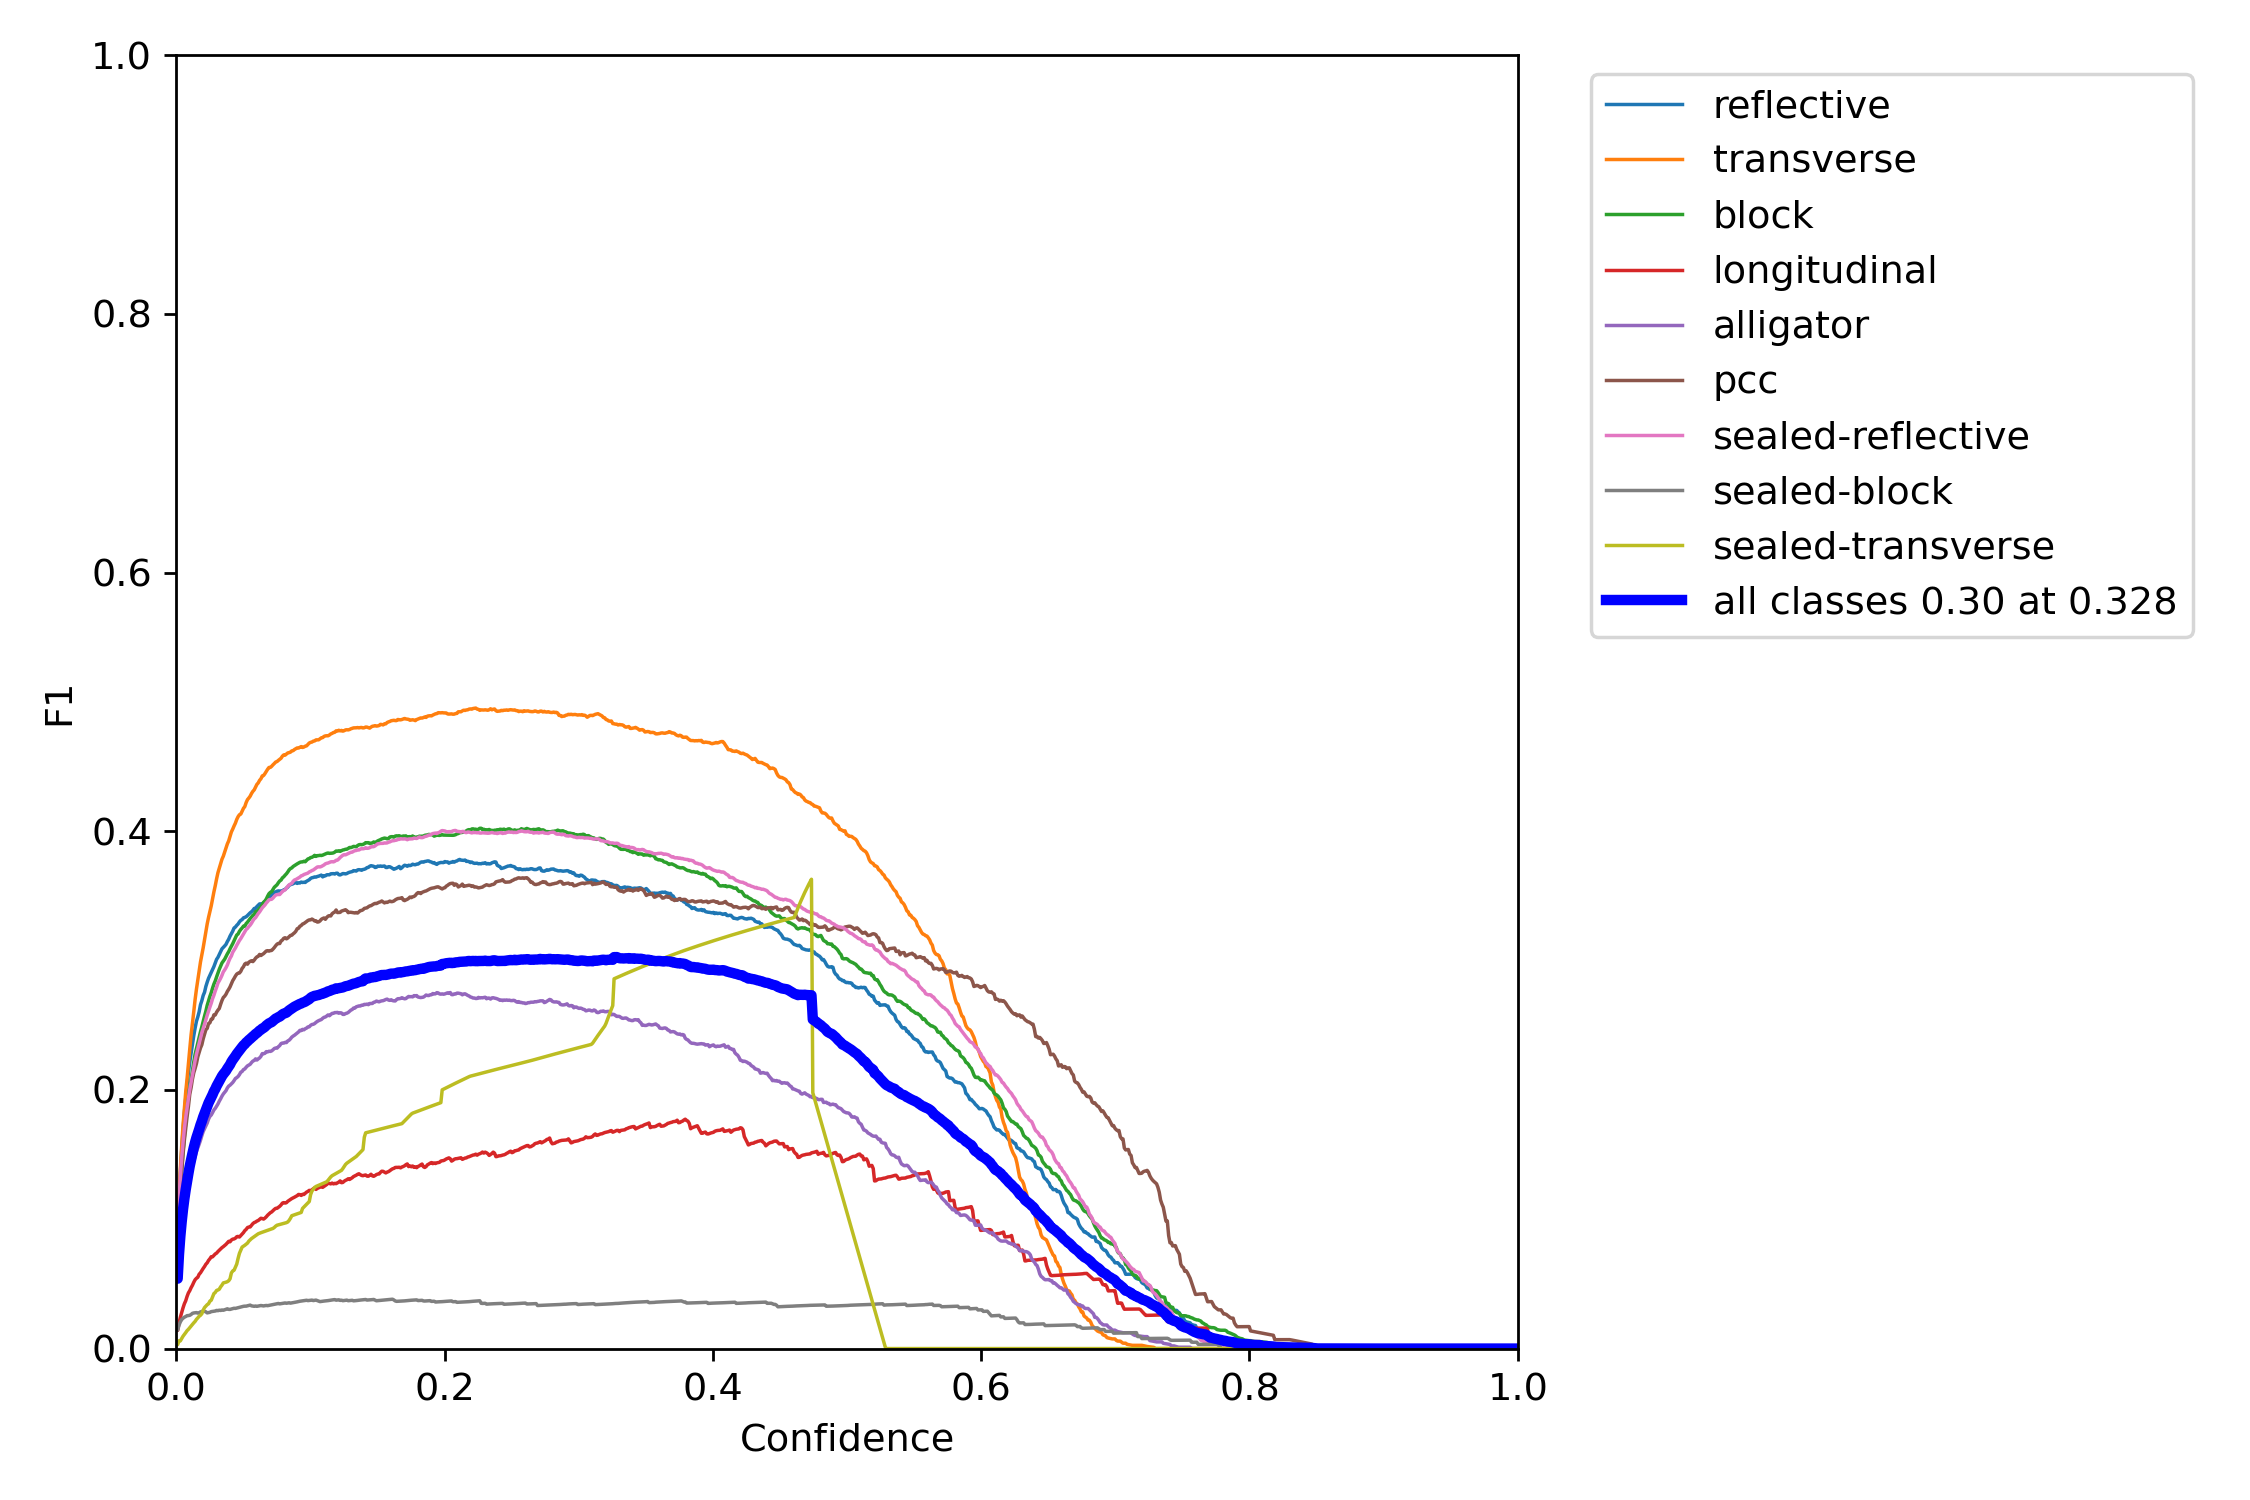 1.0
0.8
0.6
0.4
0.2
0.0
F1
0.0 0.2 0.4 0.6 0.8 1.0
Confidence
reflective
transverse
block
longitudinal
alligator
pcc
sealed-reflective
sealed-block
sealed-transverse
all classes 0.30 at 0.328